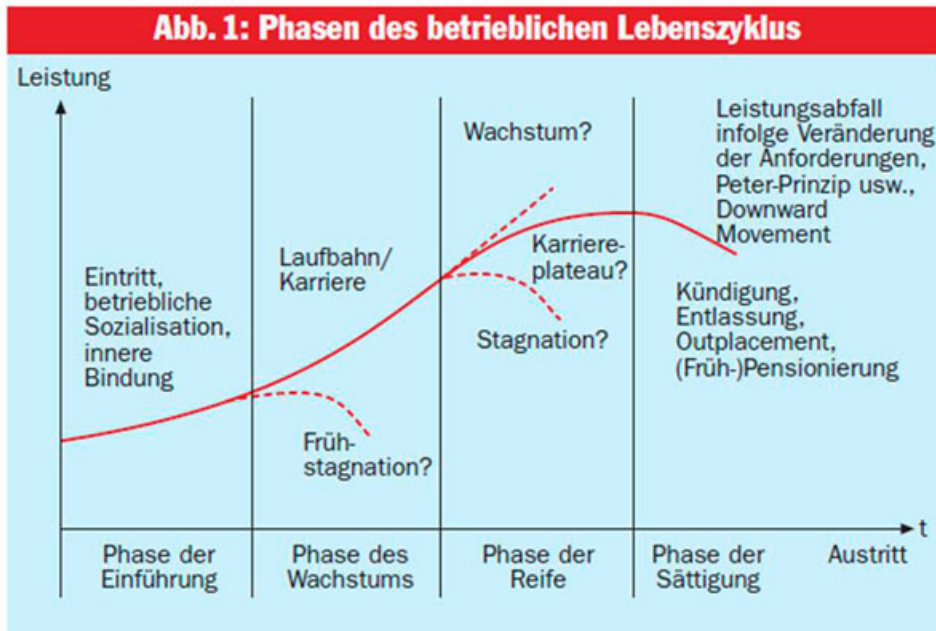 Abb. 1: Phasen des betrieblichen Lebenszyklus
Leistung
Eintritt,
betriebliche
Sozialisation,
innere
Bindung
Laufbahn/
Karriere
Früh-
stagnation?
Wachstum?
Karriere-
plateau?
Stagnation?
Leistungsabfall
infolge Veränderung
der Anforderungen,
Peter-Prinzip usw.,
Downward
Movement
Kündigung,
Entlassung,
Outplacement,
(Früh-)Pensionierung
t
Phase der
Einführung
Phase des
Wachstums
Phase der
Reife
Phase der
Sättigung
Austritt